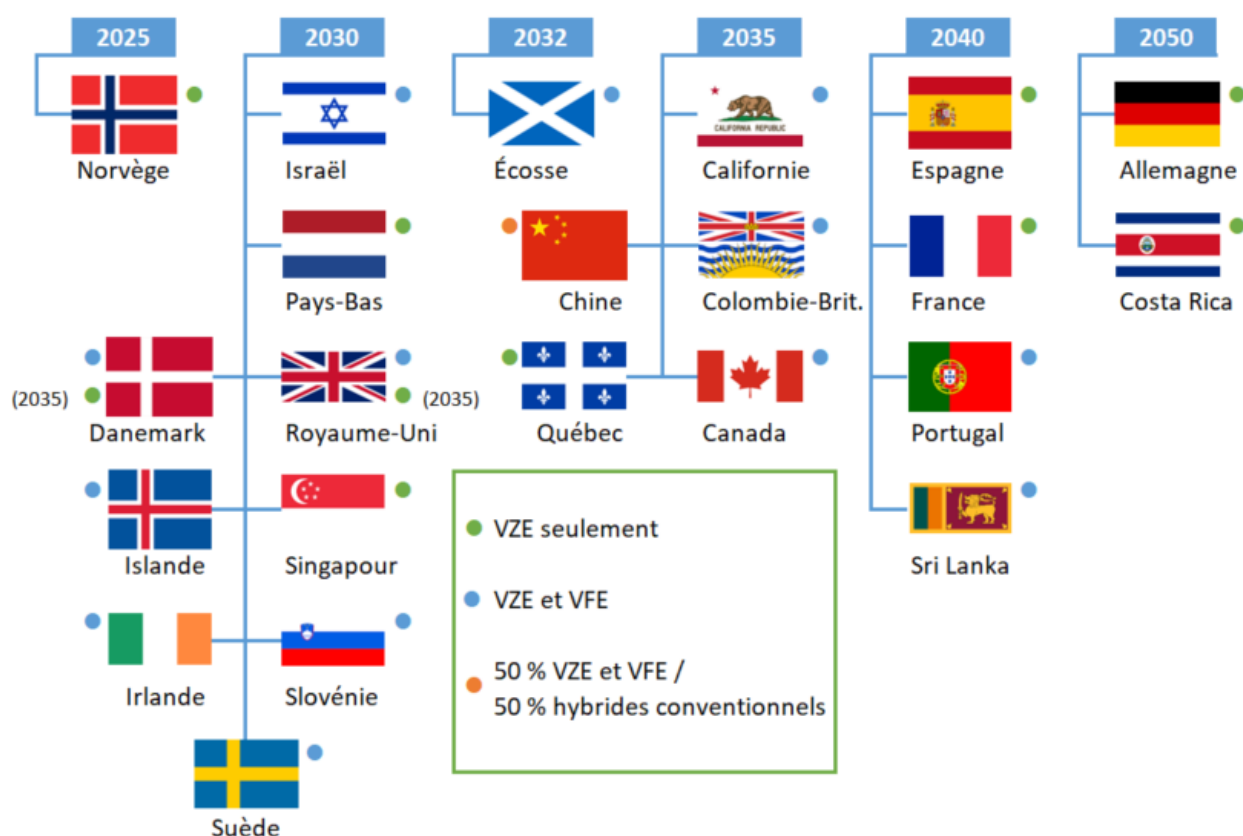 2025
2030
2032
2035
2040
2050
CALIFORNIA REPUBLIC
Norvège
Israël
Écosse
Californie
Espagne
Allemagne
Pays-Bas
Chine
Colombie-Brit.
France
Costa Rica
(2035)
(2035)
Danemark
Royaume-Uni
Québec
Canada
Portugal
Islande
Singapour
Sri Lanka
Irlande
Slovénie
Suède
VZE seulement
VZE et VFE
50 % VZE et VFE /
50 % hybrides conventionnels